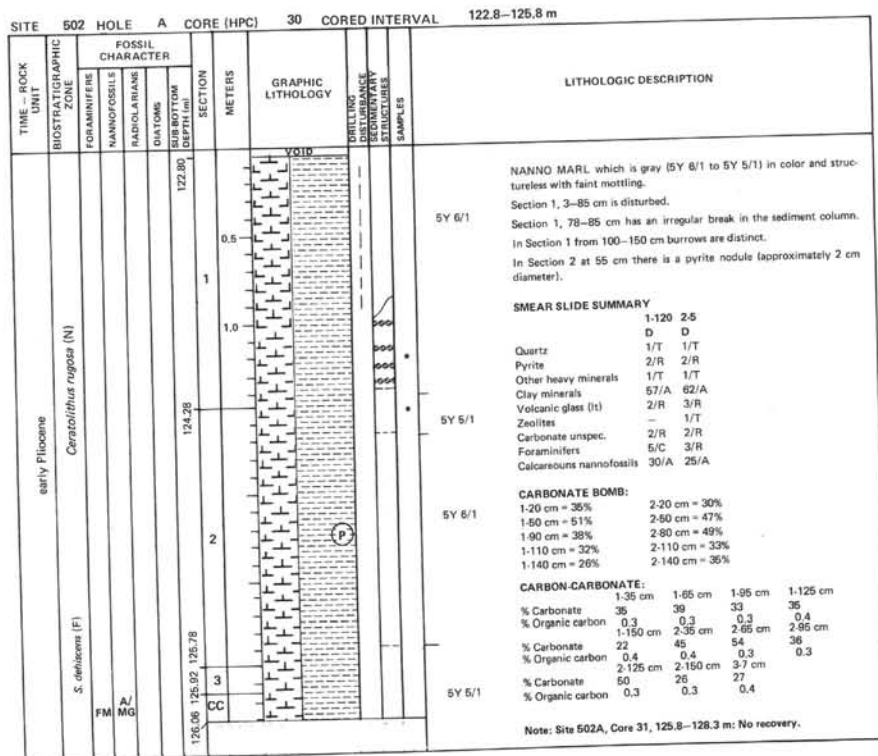 SITE 502 HOLE A CORE (HPC) 30 CORED INTERVAL 122.8–125.8 m
TIME – ROCK UNIT
BIOSTRATIGRAPHIC ZONE
FOSSIL CHARACTER
FORAMINIFERS
NANNOFOSSILS
RADIOLARIANS
DIATOMS
SUB-BOTTOM DEPTH (m)
SECTION
METERS
GRAPHIC LITHOLOGY
DRILLING DISTURBANCE
SEDIMENTARY STRUCTURES
SAMPLES
LITHOLOGIC DESCRIPTION
early Pliocene
Ceratolithus rugosa (N)
S. dehiscens (F)
FM
A/
MG
122.80
124.28
125.78
125.92
126.06
1
2
3
CC
0.5
1.0
VOID
P
5Y 6/1
5Y 5/1
5Y 6/1
5Y 5/1
NANNO MARL which is gray (5Y 6/1 to 5Y 5/1) in color and struc-
tureless with faint mottling.
Section 1, 3–85 cm is disturbed.
Section 1, 78–85 cm has an irregular break in the sediment column.
In Section 1 from 100–150 cm burrows are distinct.
In Section 2 at 55 cm there is a pyrite nodule (approximately 2 cm
diameter).
SMEAR SLIDE SUMMARY
1-120 2-5
D D
Quartz 1/T 1/T
Pyrite 2/R 2/R
Other heavy minerals 1/T 1/T
Clay minerals 57/A 62/A
Volcanic glass (lt) 2/R 3/R
Zeolites – 1/T
Carbonate unspec. 2/R 2/R
Foraminifers 5/C 3/R
Calcareouns nannofossils 30/A 25/A
CARBONATE BOMB:
1-20 cm = 35% 2-20 cm = 30%
1-50 cm = 51% 2-50 cm = 47%
1-90 cm = 38% 2-80 cm = 49%
1-110 cm = 32% 2-110 cm = 33%
1-140 cm = 26% 2-140 cm = 35%
CARBON-CARBONATE:
1-35 cm 1-65 cm 1-95 cm 1-125 cm
% Carbonate 35 39 33 35
% Organic carbon 0.3 0.3 0.3 0.4
1-150 cm 2-35 cm 2-65 cm 2-95 cm
% Carbonate 22 45 54 36
% Organic carbon 0.4 0.4 0.3 0.3
2-125 cm 2-150 cm 3-7 cm
% Carbonate 50 26 27
% Organic carbon 0.3 0.3 0.4
Note: Site 502A, Core 31, 125.8–128.3 m: No recovery.